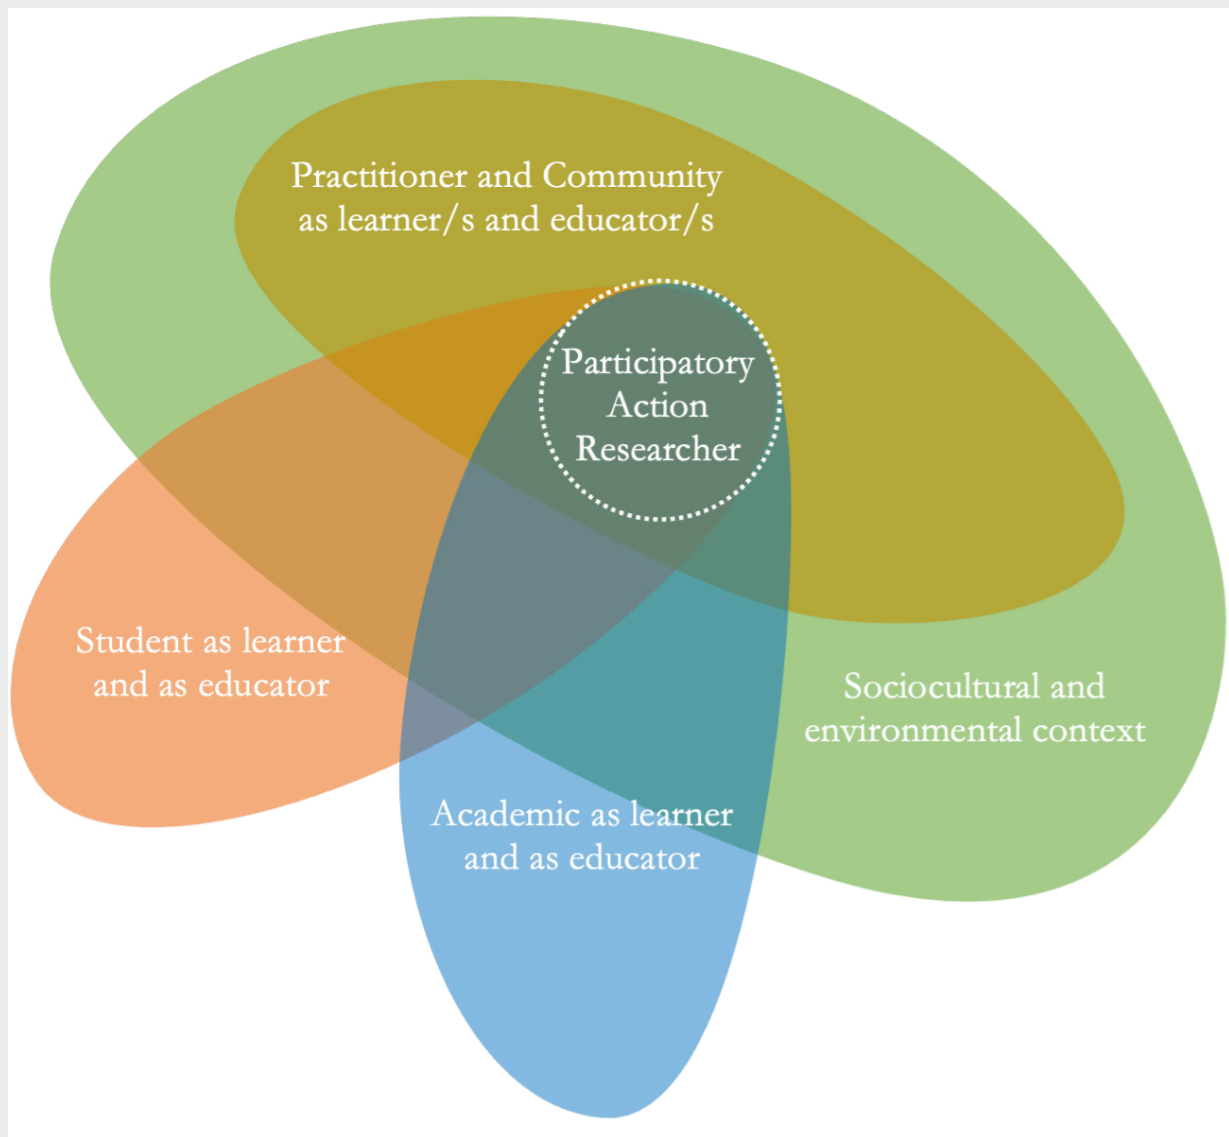 Practitioner and Community
as learner/s and educator/s
Participatory
Action
Researcher
Student as learner
and as educator
Sociocultural and
environmental context
Academic as learner
and as educator